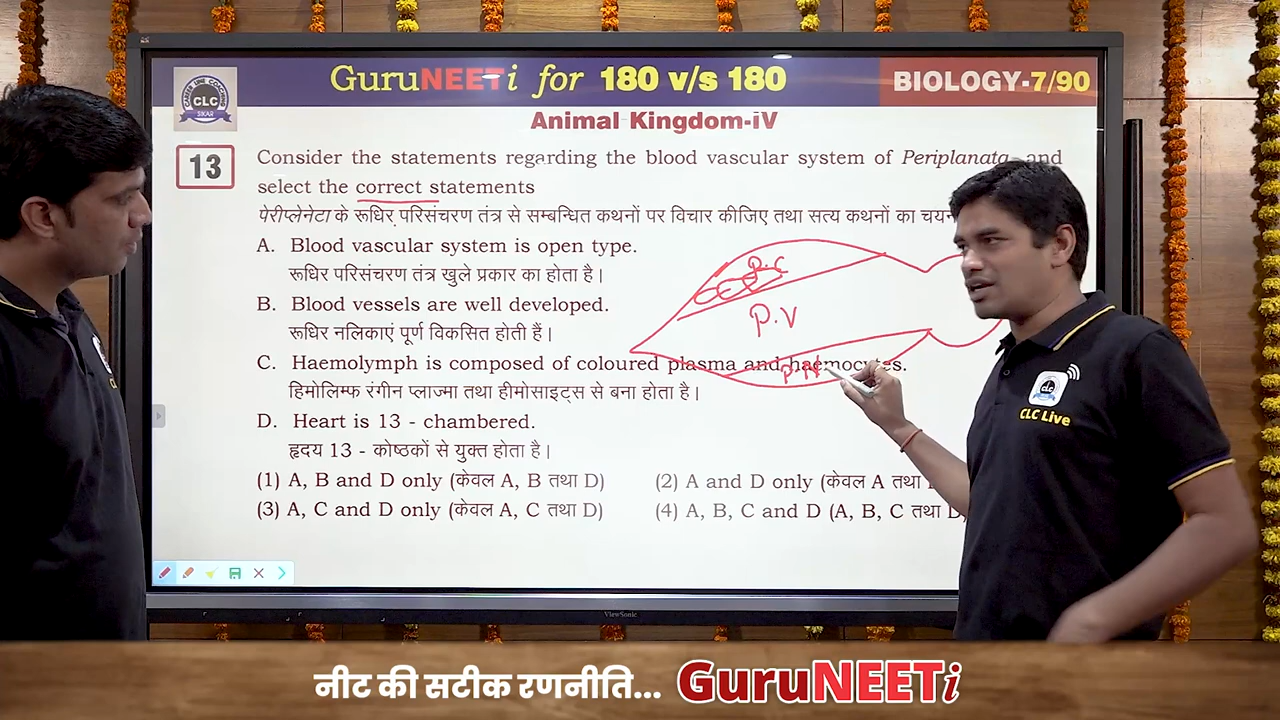 GuruNEETi for 180 v/s 180
BIOLOGY-7/90
CLC
SIKAR
Animal Kingdom-iV
13
Consider the statements regarding the blood vascular system of Periplanata and
select the correct statements
पेरीप्लेनेटा के रूधिर परिसंचरण तंत्र से सम्बन्धित कथनों पर विचार कीजिए तथा सत्य कथनों का
A. Blood vascular system is open type.
रूधिर परिसंचरण तंत्र खुले प्रकार का होता है।
B. Blood vessels are well developed.
रूधिर नलिकाएं पूर्ण विकसित होती हैं।
C. Haemolymph is composed of coloured plasma and haemocytes.
हिमोलिम्फ रंगीन प्लाज्मा तथा हीमोसाइट्स से बना होता है।
D. Heart is 13 - chambered.
हृदय 13 - कोष्ठकों से युक्त होता है।
(1) A, B and D only (केवल A, B तथा D)
(2) A and D only (केवल A तथा
(3) A, C and D only (केवल A, C तथा D)
(4) A, B, C and D (A, B, C तथा D
P.C
P.V
ViewSonic
CLC
CLC Live
नीट की सटीक रणनीति... GuruNEETi